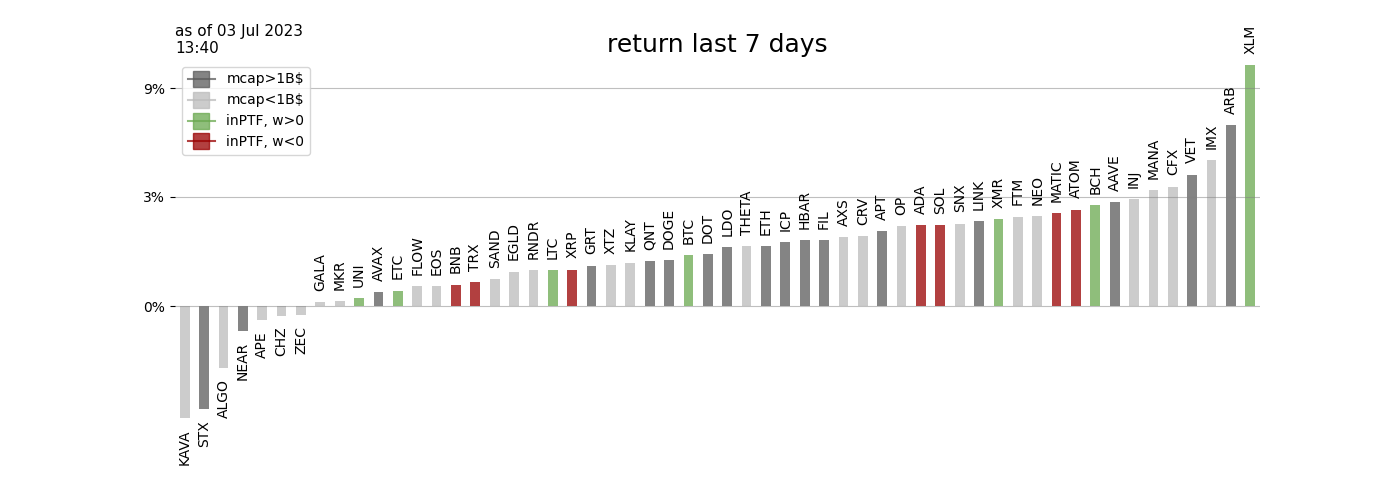 as of 03 Jul 2023
13:40
return last 7 days
mcap>1B$
mcap<1B$
inPTF, w>0
inPTF, w<0
9%
3%
0%
KAVA
STX
ALGO
NEAR
APE
CHZ
ZEC
GALA
MKR
UNI
AVAX
ETC
FLOW
EOS
BNB
TRX
SAND
EGLD
RNDR
LTC
XRP
GRT
XTZ
KLAY
QNT
DOGE
BTC
DOT
LDO
THETA
ETH
ICP
HBAR
FIL
AXS
CRV
APT
OP
ADA
SOL
SNX
LINK
XMR
FTM
NEO
MATIC
ATOM
BCH
AAVE
INJ
MANA
CFX
VET
IMX
ARB
XLM